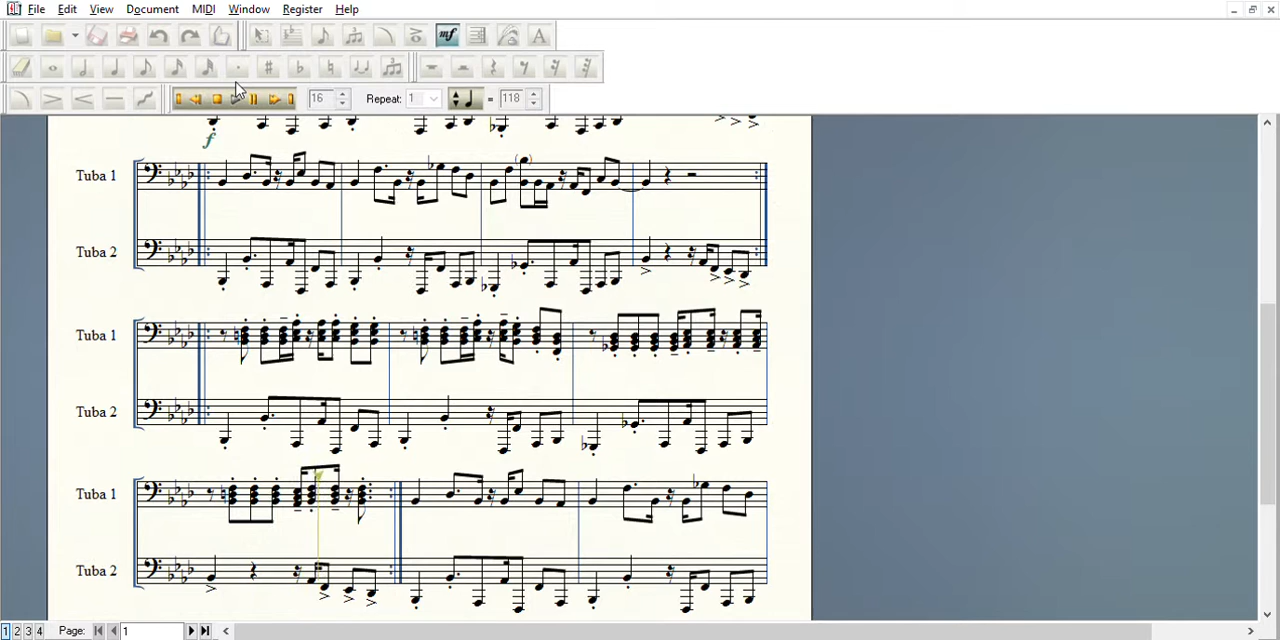 File Edit View Document MIDI Window Register Help
mf A
16 Repeat: 1 = 118
f
Tuba 1
Tuba 2
Tuba 1
Tuba 2
Tuba 1
Tuba 2
1 2 3 4 Page: 1